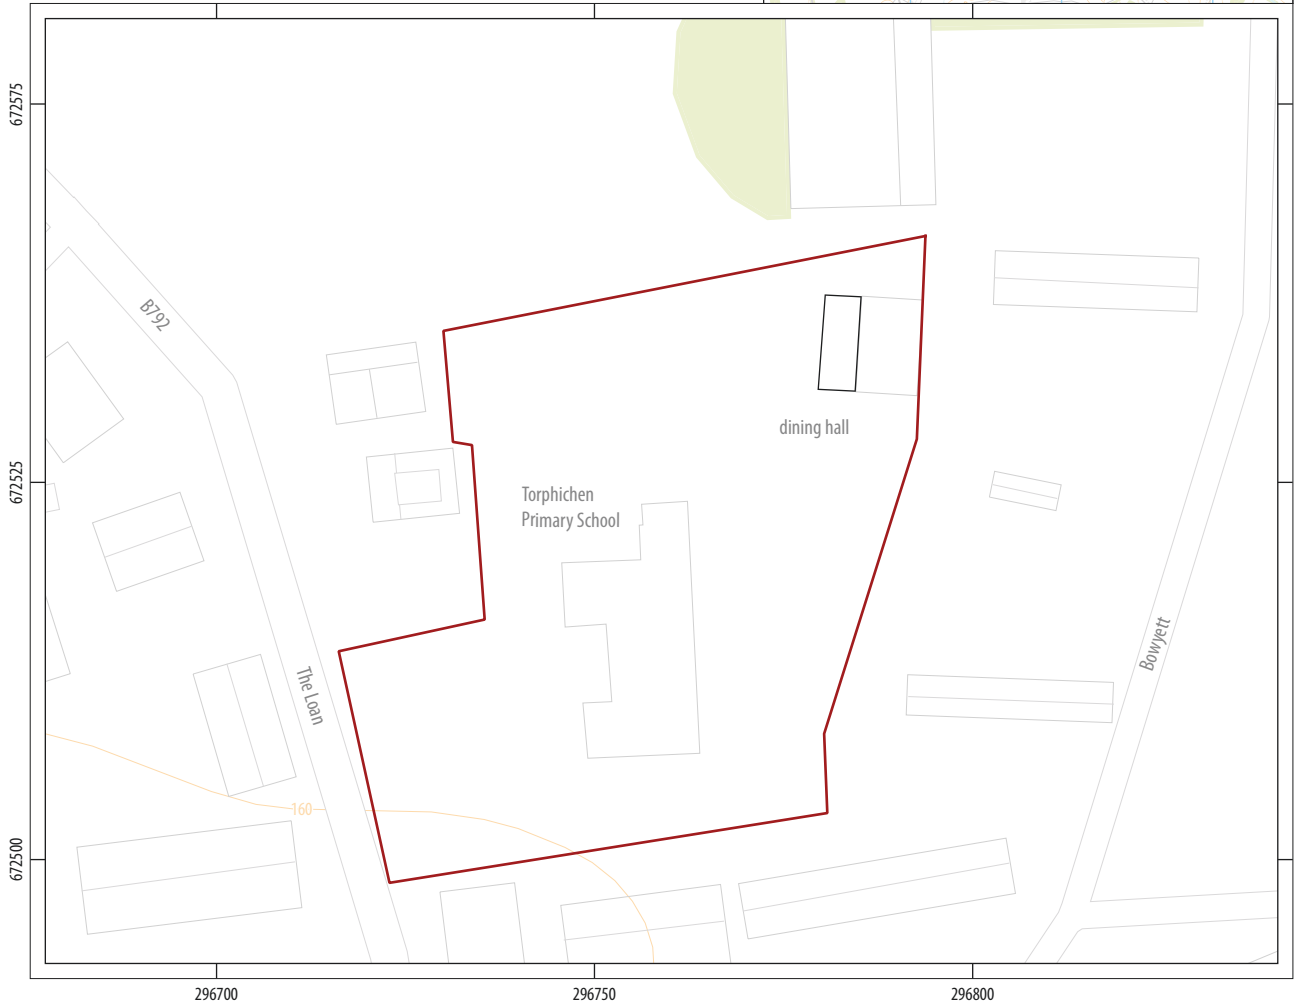 672575
B792
dining hall
672525
Torphichen
Primary School
Bowyett
The Loan
160
672500
296700
296750
296800